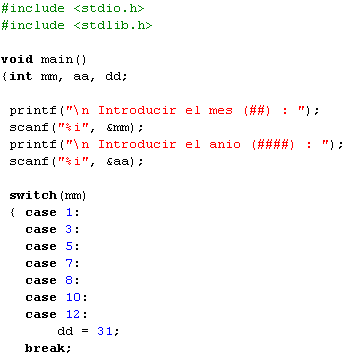 #include <stdio.h>
#include <stdlib.h>
void main()
{int mm, aa, dd;
printf("\n Introducir el mes (##) : ");
scanf("%i", &mm);
printf("\n Introducir el anio (####) : ");
scanf("%i", &aa);
switch(mm)
{ case 1:
case 3:
case 5:
case 7:
case 8:
case 10:
case 12:
dd = 31;
break;